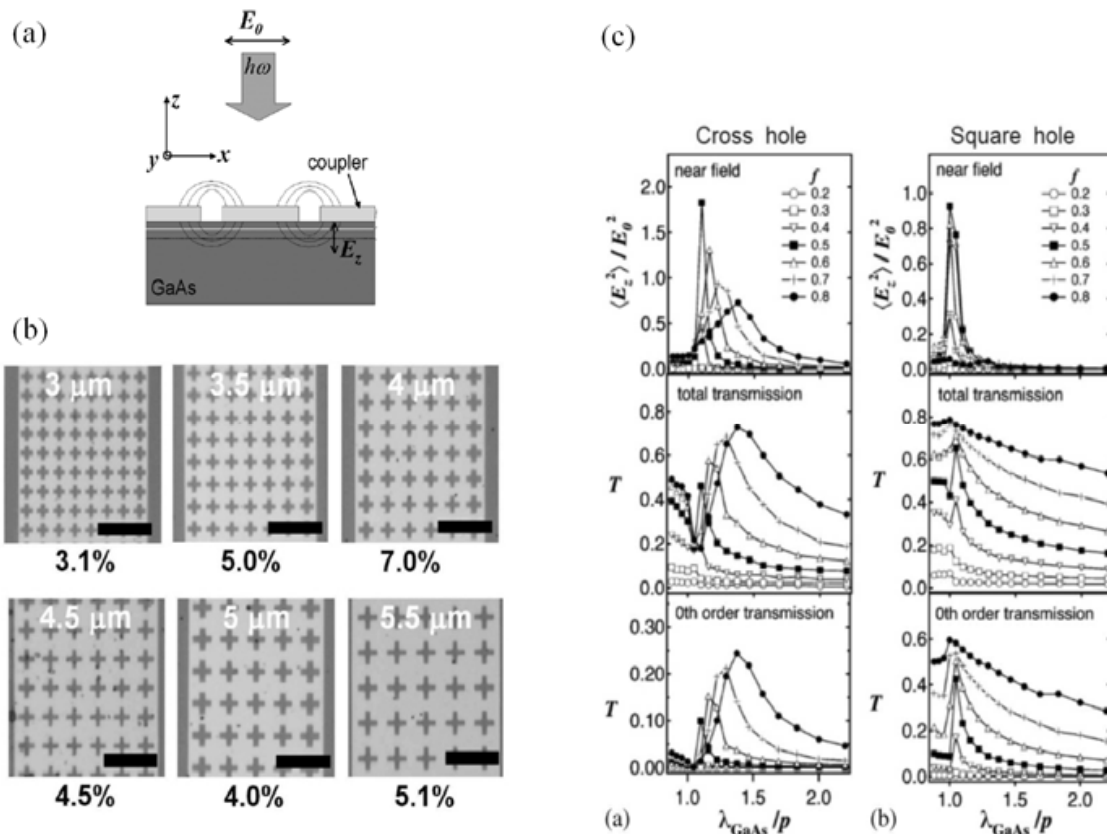 (a)
E₀
ħω
z
y
x
coupler
E_z
GaAs
(b)
3 μm
3.5 μm
4 μm
3.1%
5.0%
7.0%
4.5 μm
5 μm
5.5 μm
4.5%
4.0%
5.1%
(c)
Cross hole
near field
f
0.2
0.3
0.4
0.5
0.6
0.7
0.8
⟨E_z²⟩ / E₀²
2.0
1.5
1.0
0.5
0.0
total transmission
T
0.8
0.6
0.4
0.2
0.0
0th order transmission
T
0.30
0.20
0.10
0.00
1.0
1.5
2.0
(a)
λ_GaAs /p
Square hole
near field
f
0.2
0.3
0.4
0.5
0.6
0.7
0.8
⟨E_z²⟩ / E₀²
1.0
0.8
0.6
0.4
0.2
0.0
total transmission
T
0.8
0.6
0.4
0.2
0.0
0th order transmission
T
0.6
0.4
0.2
0.0
1.0
1.5
2.0
(b)
λ_GaAs /p